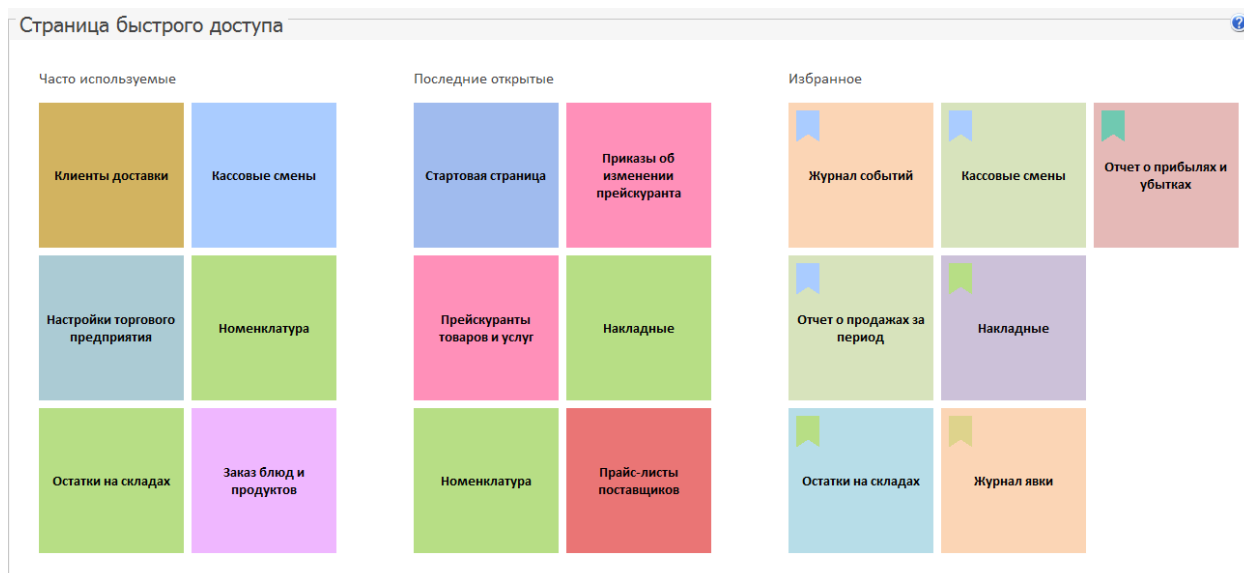 Страница быстрого доступа
Часто используемые
Клиенты доставки
Кассовые смены
Настройки торгового
предприятия
Номенклатура
Остатки на складах
Заказ блюд и
продуктов
Последние открытые
Стартовая страница
Приказы об
изменении
прейскуранта
Прейскуранты
товаров и услуг
Накладные
Номенклатура
Прайс-листы
поставщиков
Избранное
Журнал событий
Кассовые смены
Отчет о прибылях и
убытках
Отчет о продажах за
период
Накладные
Остатки на складах
Журнал явки